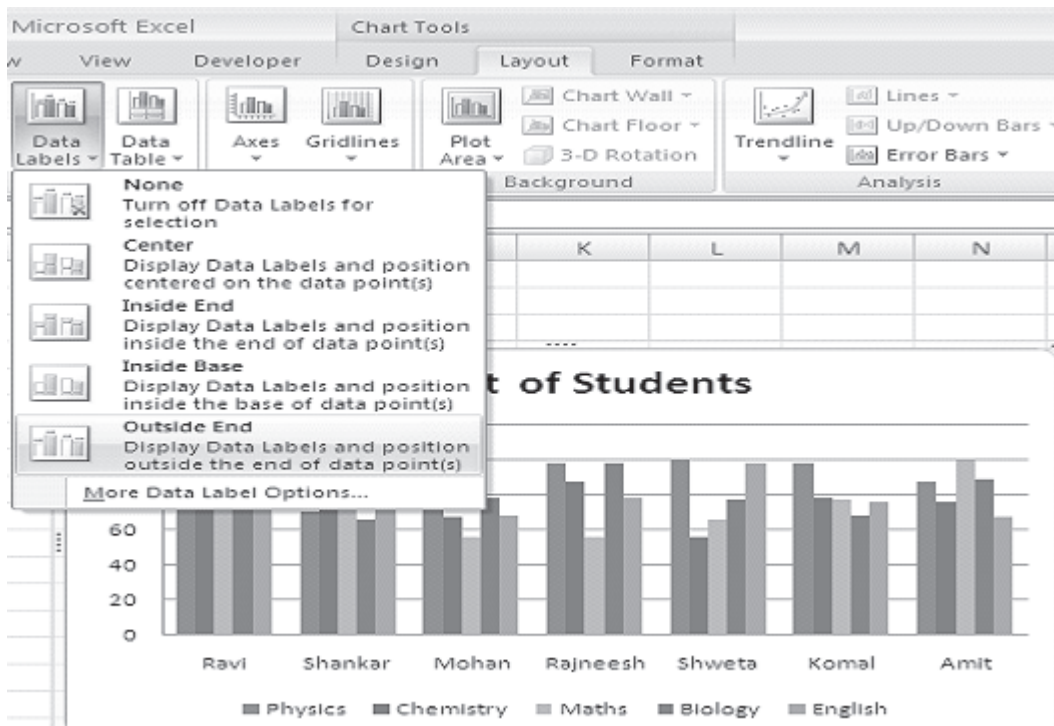 Microsoft Excel
Chart Tools
w View Developer Design Layout Format
Data Labels
Data Table
Axes
Gridlines
Plot Area
Chart Wall
Chart Floor
3-D Rotation
Trendline
Lines
Up/Down Bars
Error Bars
Background
Analysis
None
Turn off Data Labels for
selection
Center
Display Data Labels and position
centered on the data point(s)
Inside End
Display Data Labels and position
inside the end of data point(s)
Inside Base
Display Data Labels and position
inside the base of data point(s)
Outside End
Display Data Labels and position
outside the end of data point(s)
More Data Label Options...
K L M N
t of Students
60
40
20
0
Ravi Shankar Mohan Rajneesh Shweta Komal Amit
Physics Chemistry Maths Biology English